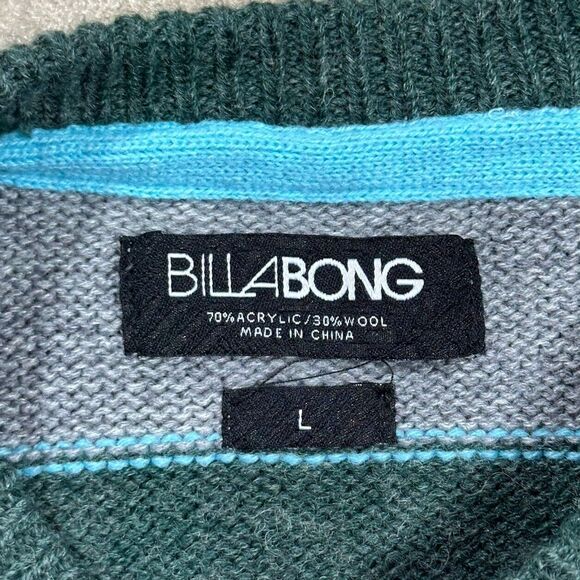 BILLABONG
70% ACRYLIC/30% WOOL
MADE IN CHINA
L